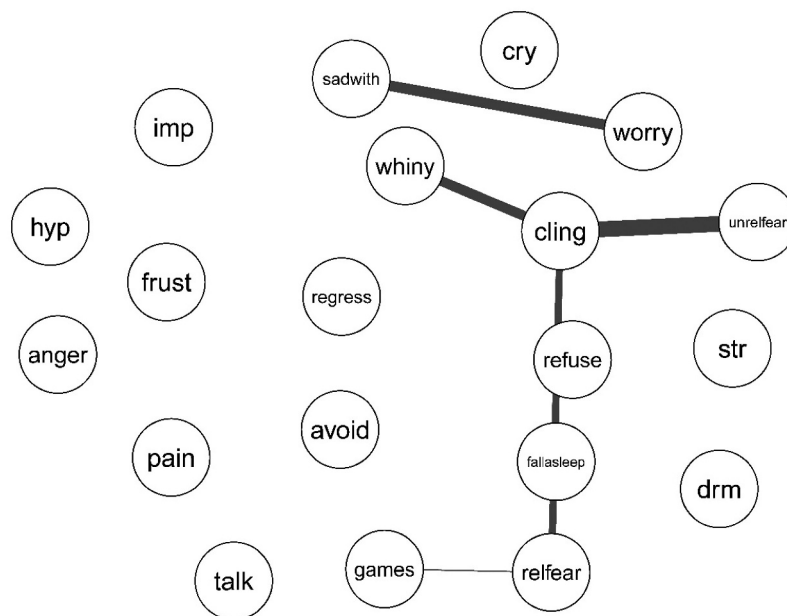 cry
sadwith
imp
worry
whiny
hyp
cling
unrelfear
frust
regress
anger
str
refuse
avoid
pain
fallasleep
drm
talk
games
relfear